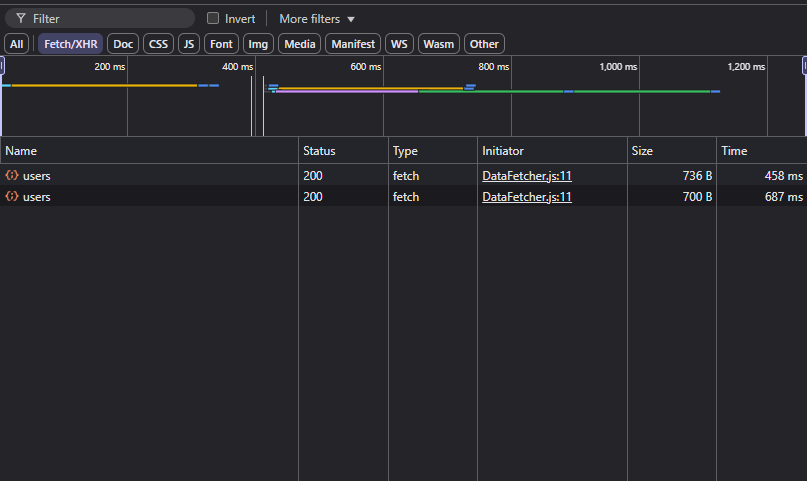 Filter Invert More filters
All Fetch/XHR Doc CSS JS Font Img Media Manifest WS Wasm Other
200 ms 400 ms 600 ms 800 ms 1,000 ms 1,200 ms
Name Status Type Initiator Size Time
users 200 fetch DataFetcher.js:11 736 B 458 ms
users 200 fetch DataFetcher.js:11 700 B 687 ms